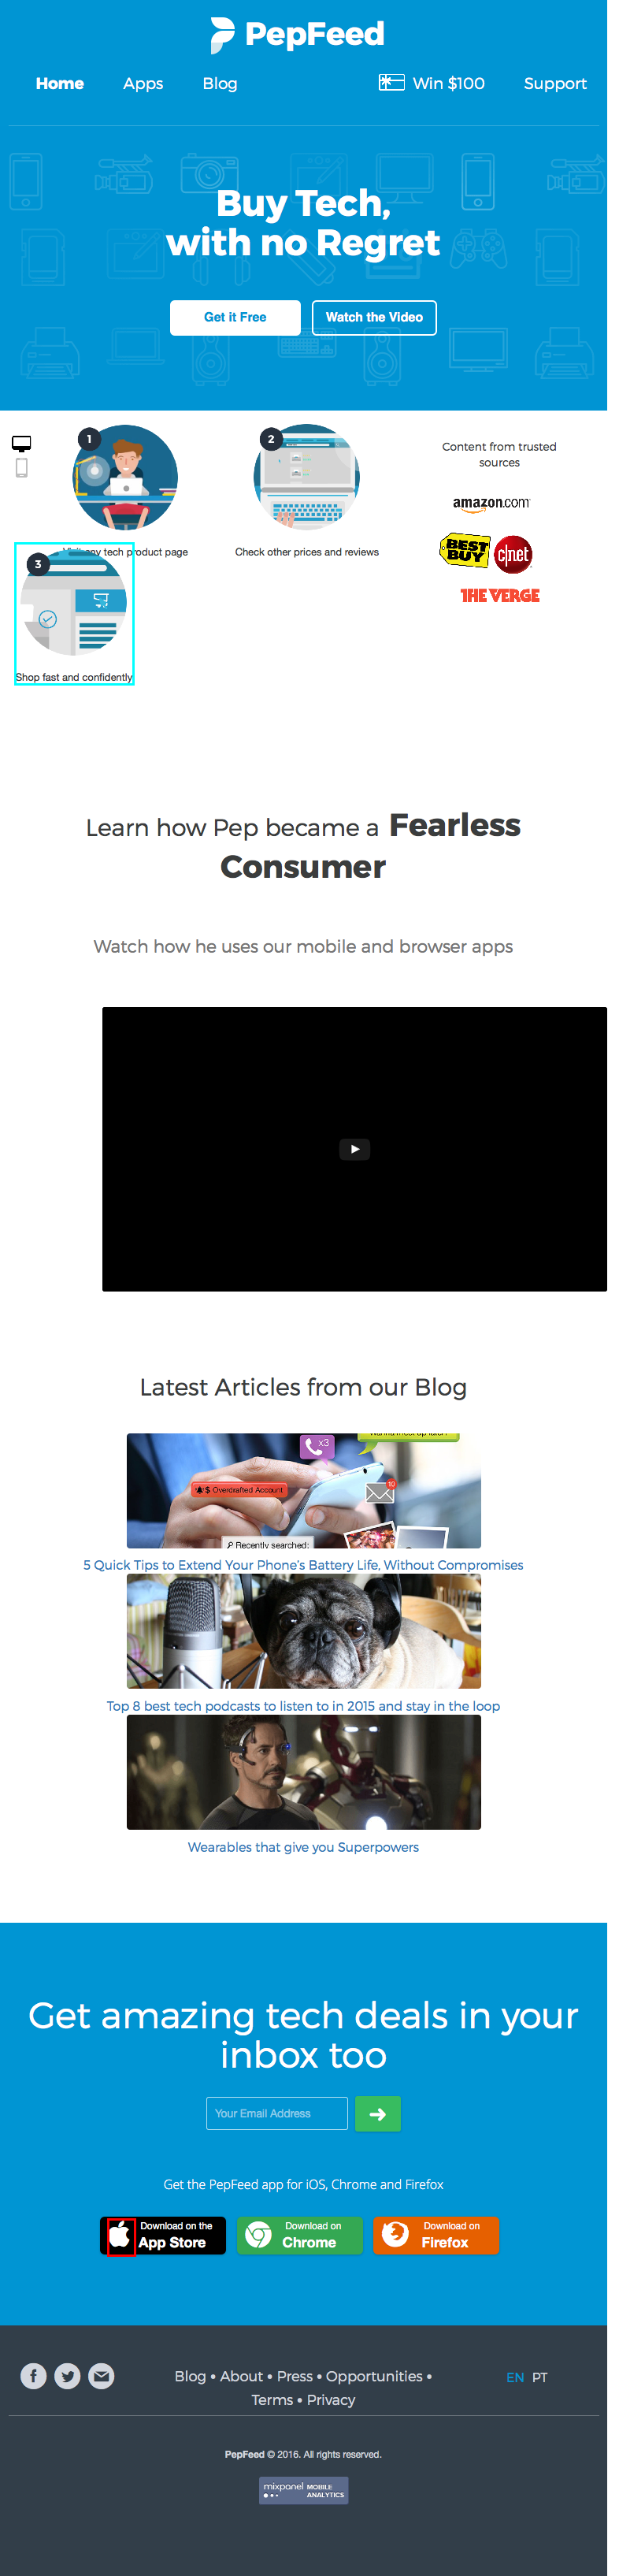 PepFeed
Home
Apps
Blog
Win $100
Support
Buy Tech,
with no Regret
Get it Free
Watch the Video
1
2
Content from trusted
sources
amazon.com
any tech product page
Check other prices and reviews
BEST
BUY
c|net
3
THE VERGE
Shop fast and confidently
Learn how Pep became a Fearless
Consumer
Watch how he uses our mobile and browser apps
Latest Articles from our Blog
x3
$ Overdrafted Account
10
Recently searched:
5 Quick Tips to Extend Your Phone's Battery Life, Without Compromises
Top 8 best tech podcasts to listen to in 2015 and stay in the loop
Wearables that give you Superpowers
Get amazing tech deals in your
inbox too
Your Email Address
Get the PepFeed app for iOS, Chrome and Firefox
Download on the
App Store
Download on
Chrome
Download on
Firefox
Blog • About • Press • Opportunities •
Terms • Privacy
EN PT
PepFeed © 2016. All rights reserved.
mixpanel MOBILE
ANALYTICS